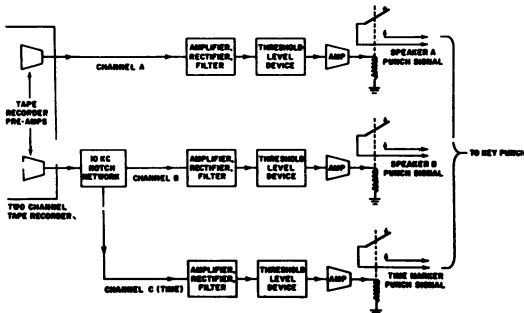 A
TAPE
RECORDER
PRE-AMPS
B
TWO CHANNEL
TAPE RECORDER.
CHANNEL A
AMPLIFIER,
RECTIFIER,
FILTER
THRESHOLD
LEVEL
DEVICE
AMP
SPEAKER A
PUNCH SIGNAL
10 KC
NOTCH
NETWORK
CHANNEL B
AMPLIFIER,
RECTIFIER,
FILTER
THRESHOLD
LEVEL
DEVICE
AMP
SPEAKER B
PUNCH SIGNAL
TO KEY PUNCH
CHANNEL C (TIME)
AMPLIFIER,
RECTIFIER,
FILTER
THRESHOLD
LEVEL
DEVICE
AMP
TIME MARKER
PUNCH SIGNAL